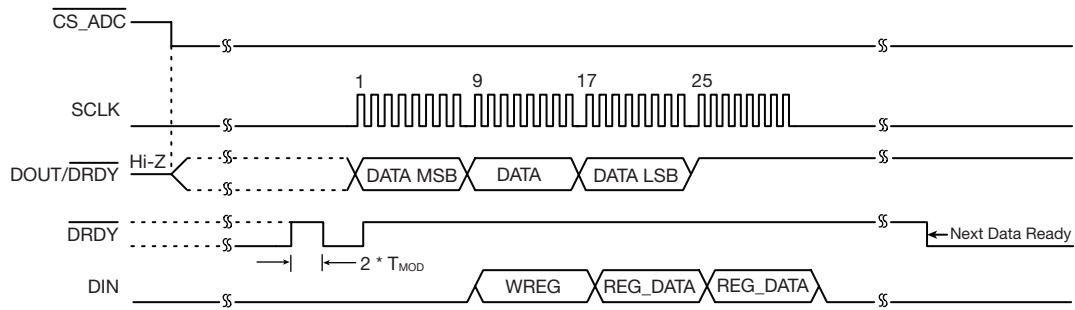 CS_ADC
1 9 17 25
SCLK
Hi-Z
DOUT/DRDY
DATA MSB DATA DATA LSB
DRDY
Next Data Ready
2 * TMOD
DIN
WREG REG_DATA REG_DATA